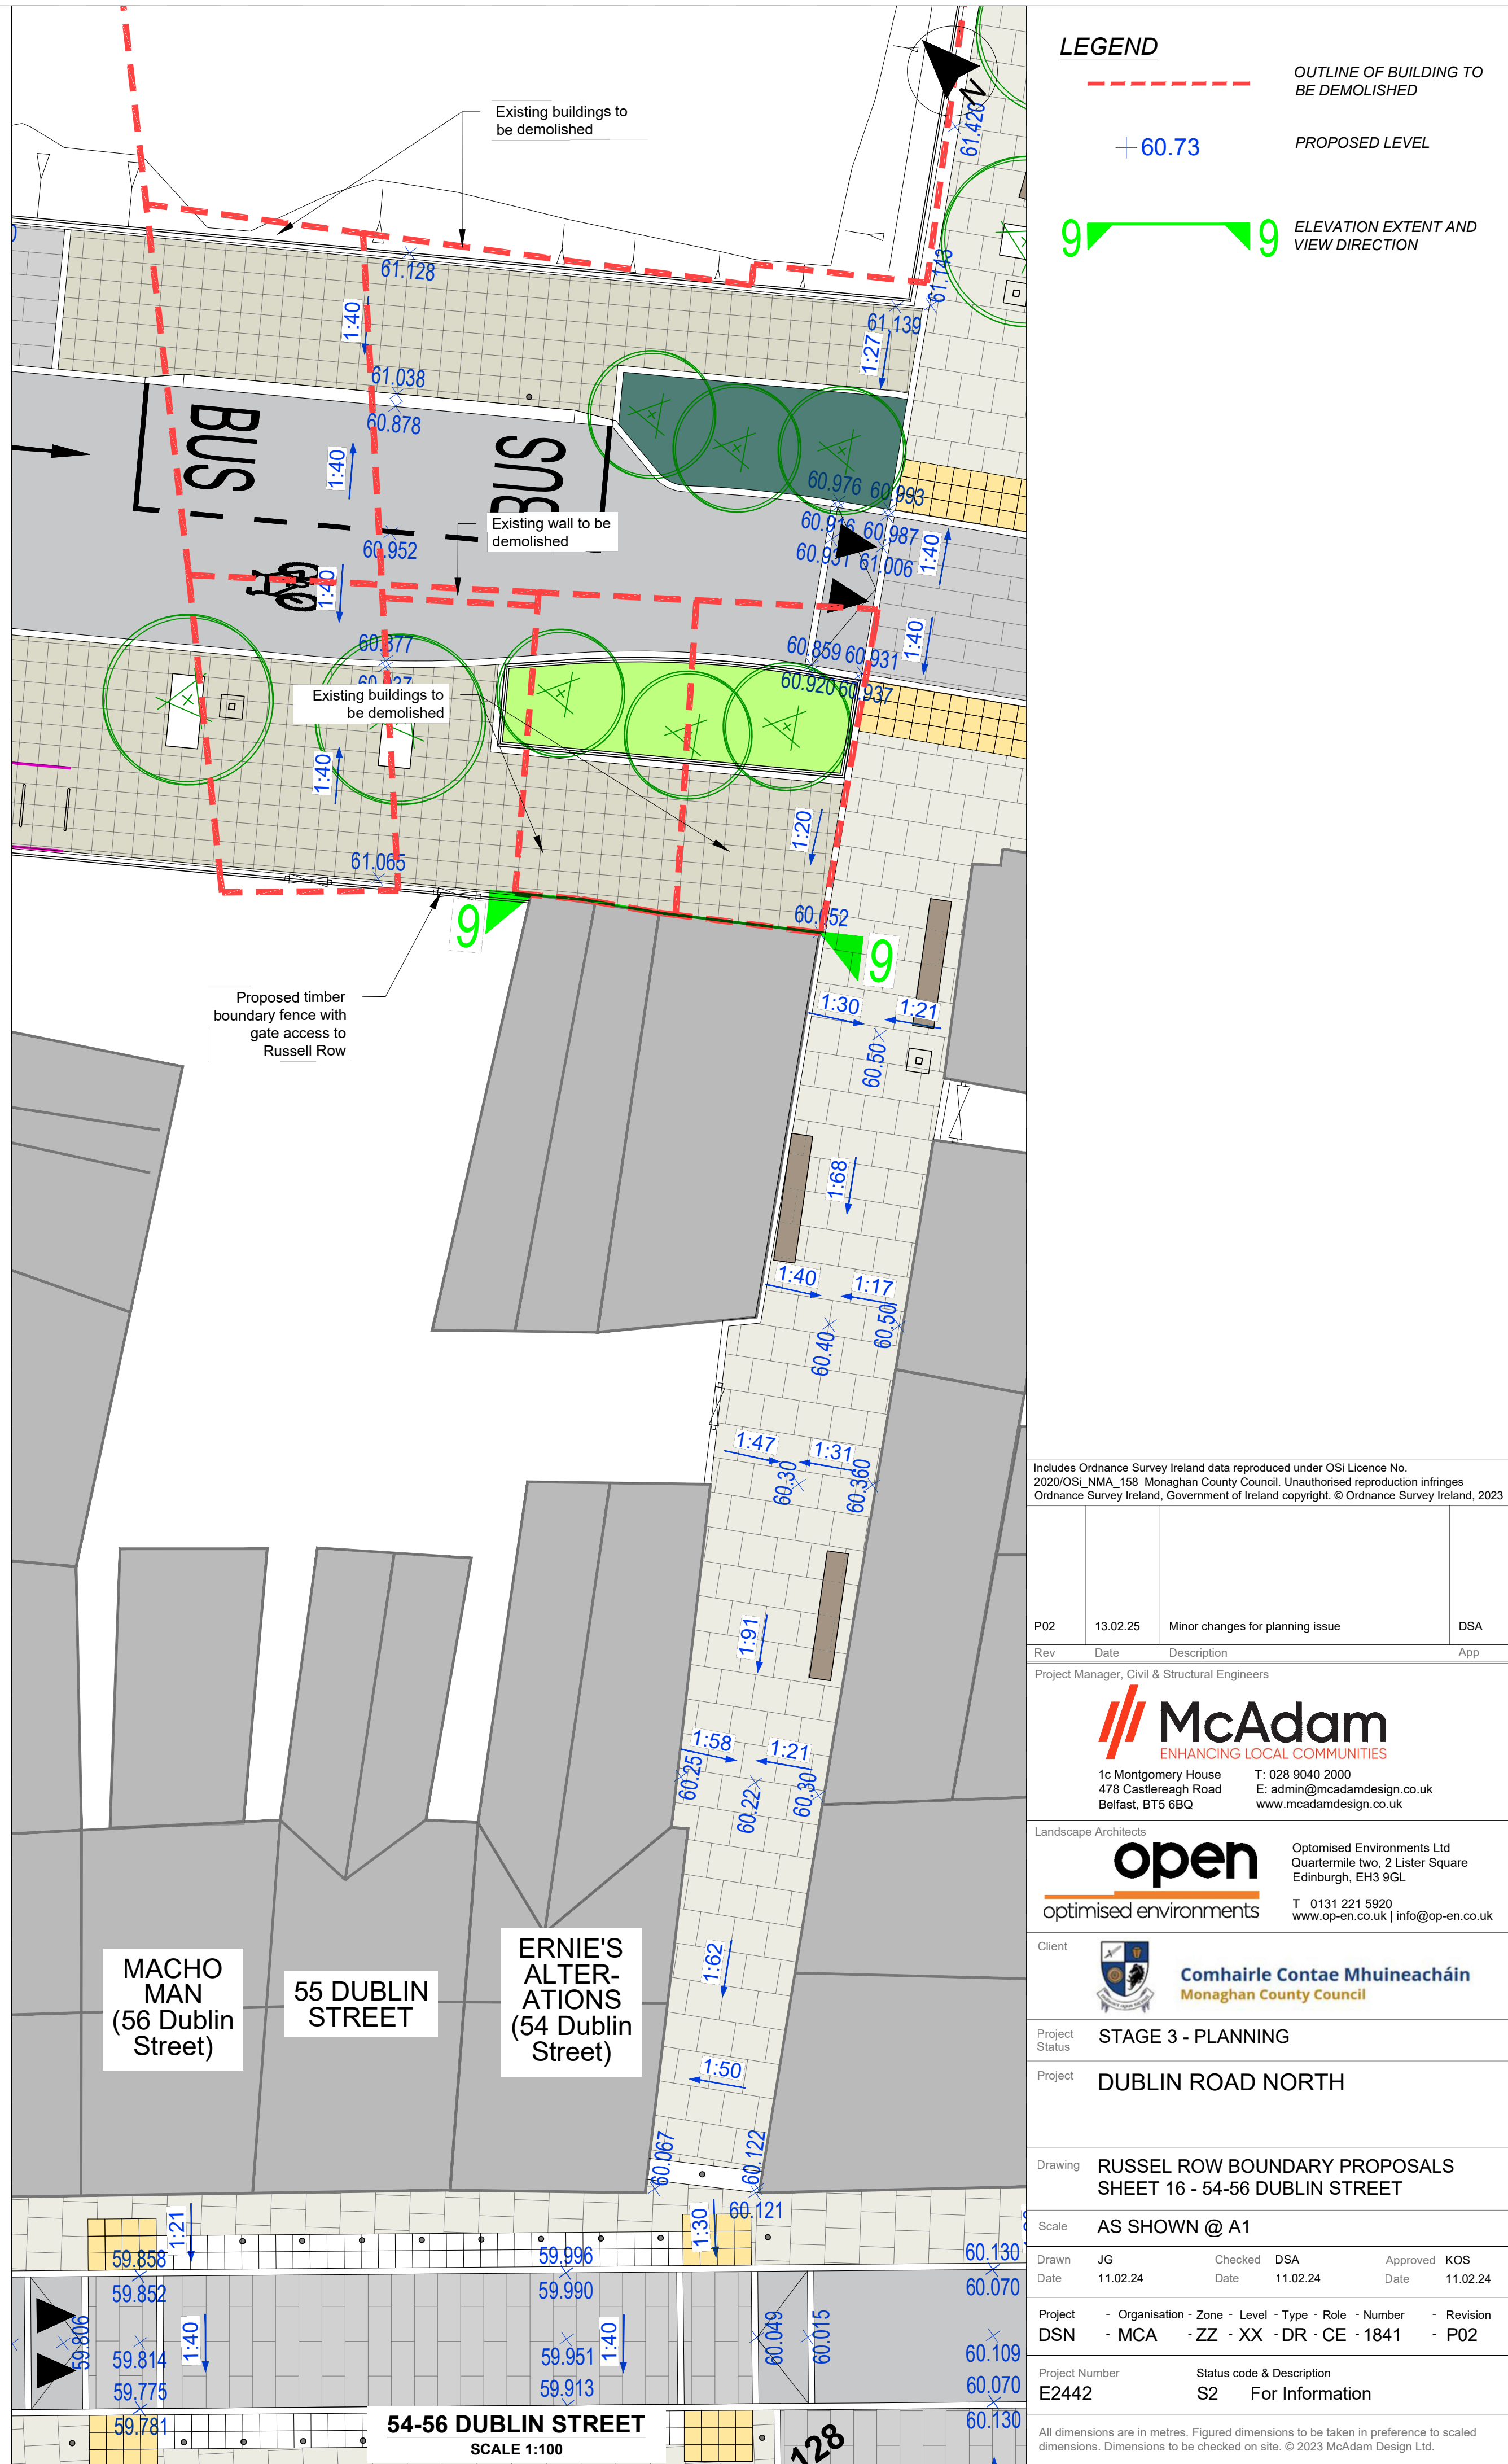 Existing buildings to
be demolished
N
61.420
61.143
61.128
1:40
61.139
1:27
61.038
60.878
BUS
BUS
1:40
60.976
60.993
60.987
60.931
61.006
1:40
Existing wall to be
demolished
60.952
1:40
1:40
60.859
60.931
60.920
60.937
Existing buildings to
be demolished
1:40
1:20
61.065
9
9
Proposed timber
boundary fence with
gate access to
Russell Row
1:30
1:21
60.50
1:68
1:40
1:17
60.40
60.50
1:47
1:31
60.30
60.360
1:91
1:58
1:21
60.25
60.22
60.30
1:62
MACHO
MAN
(56 Dublin
Street)
55 DUBLIN
STREET
ERNIE'S
ALTER-
ATIONS
(54 Dublin
Street)
1:50
60.067
60.122
60.121
1:21
1:30
59.858
59.852
59.996
59.990
60.130
60.070
59.806
1:40
1:40
60.049
60.015
59.814
59.775
59.781
59.951
59.913
60.109
60.070
60.130
54-56 DUBLIN STREET
SCALE 1:100
128
LEGEND
OUTLINE OF BUILDING TO
BE DEMOLISHED
60.73
PROPOSED LEVEL
9 9
ELEVATION EXTENT AND
VIEW DIRECTION
Includes Ordnance Survey Ireland data reproduced under OSi Licence No.
2020/OSi_NMA_158 Monaghan County Council. Unauthorised reproduction infringes
Ordnance Survey Ireland, Government of Ireland copyright. © Ordnance Survey Ireland, 2023
P02 13.02.25 Minor changes for planning issue DSA
Rev Date Description App
Project Manager, Civil & Structural Engineers
McAdam
ENHANCING LOCAL COMMUNITIES
1c Montgomery House T: 028 9040 2000
478 Castlereagh Road E: admin@mcadamdesign.co.uk
Belfast, BT5 6BQ www.mcadamdesign.co.uk
Landscape Architects
open
optimised environments
Optomised Environments Ltd
Quartermile two, 2 Lister Square
Edinburgh, EH3 9GL
T 0131 221 5920
www.op-en.co.uk | info@op-en.co.uk
Client
Comhairle Contae Mhuineacháin
Monaghan County Council
Project
Status
STAGE 3 - PLANNING
Project
DUBLIN ROAD NORTH
Drawing
RUSSEL ROW BOUNDARY PROPOSALS
SHEET 16 - 54-56 DUBLIN STREET
Scale AS SHOWN @ A1
Drawn JG Checked DSA Approved KOS
Date 11.02.24 Date 11.02.24 Date 11.02.24
Project - Organisation - Zone - Level - Type - Role - Number - Revision
DSN - MCA - ZZ - XX - DR - CE - 1841 - P02
Project Number Status code & Description
E2442 S2 For Information
All dimensions are in metres. Figured dimensions to be taken in preference to scaled
dimensions. Dimensions to be checked on site. © 2023 McAdam Design Ltd.